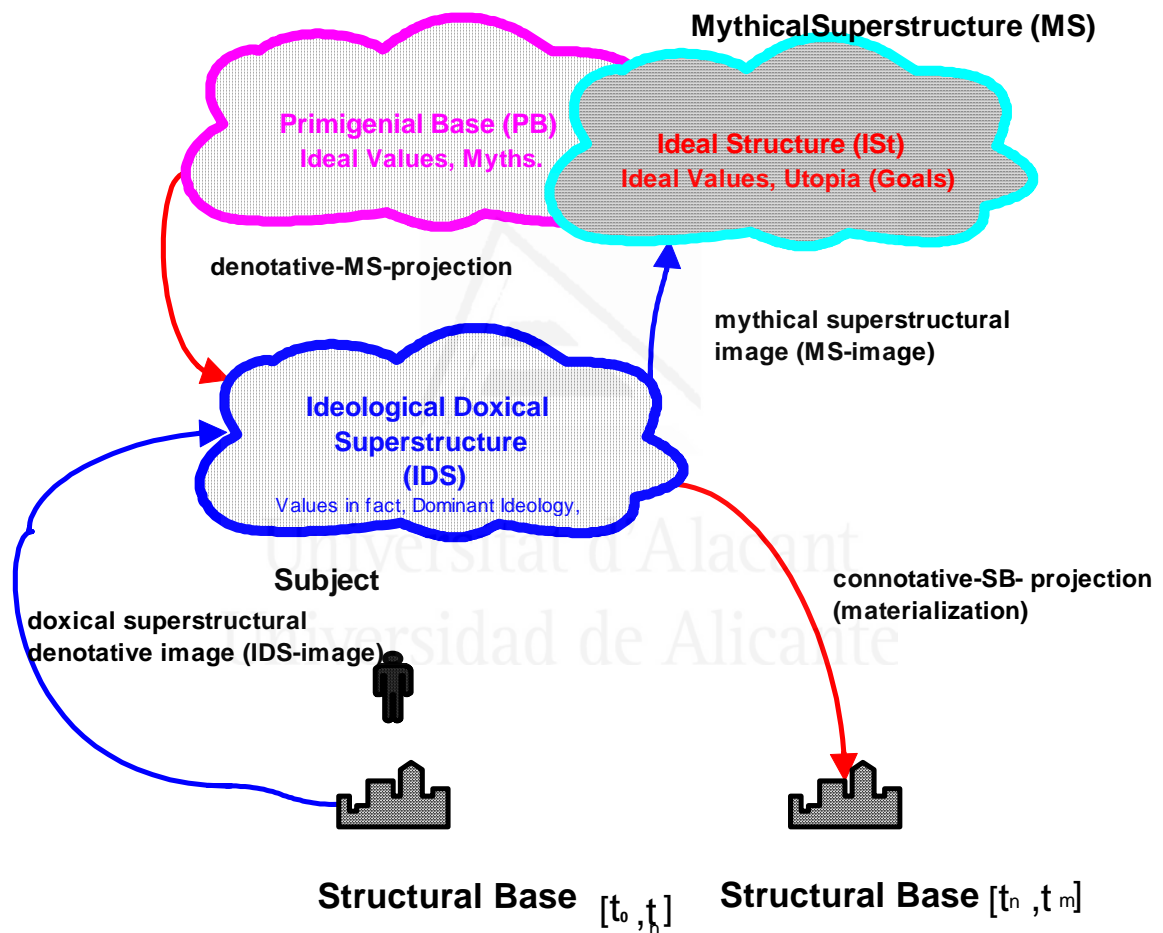 MythicalSuperstructure (MS)
Primigenial Base (PB)
Ideal Values, Myths.
Ideal Structure (ISt)
Ideal Values, Utopia (Goals)
denotative-MS-projection
mythical superstructural
image (MS-image)
Ideological Doxical
Superstructure
(IDS)
Values in fact, Dominant Ideology,
Universitat d'Alacant
Universidad de Alicante
Subject
doxical superstructural
denotative image (IDS-image)
connotative-SB- projection
(materialization)
Structural Base [t₀ ,tₙ]
Structural Base [tₙ ,t ₘ]